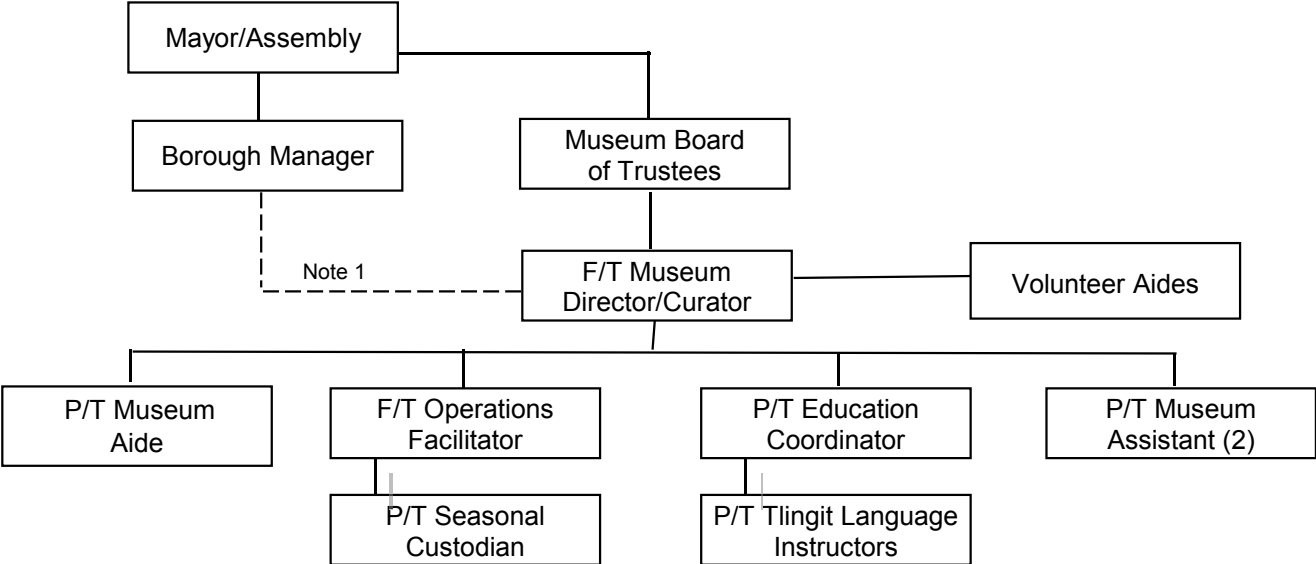 Mayor/Assembly
Borough Manager
Museum Board
of Trustees
Note 1
F/T Museum
Director/Curator
Volunteer Aides
P/T Museum
Aide
F/T Operations
Facilitator
P/T Education
Coordinator
P/T Museum
Assistant (2)
P/T Seasonal
Custodian
P/T Tlingit Language
Instructors